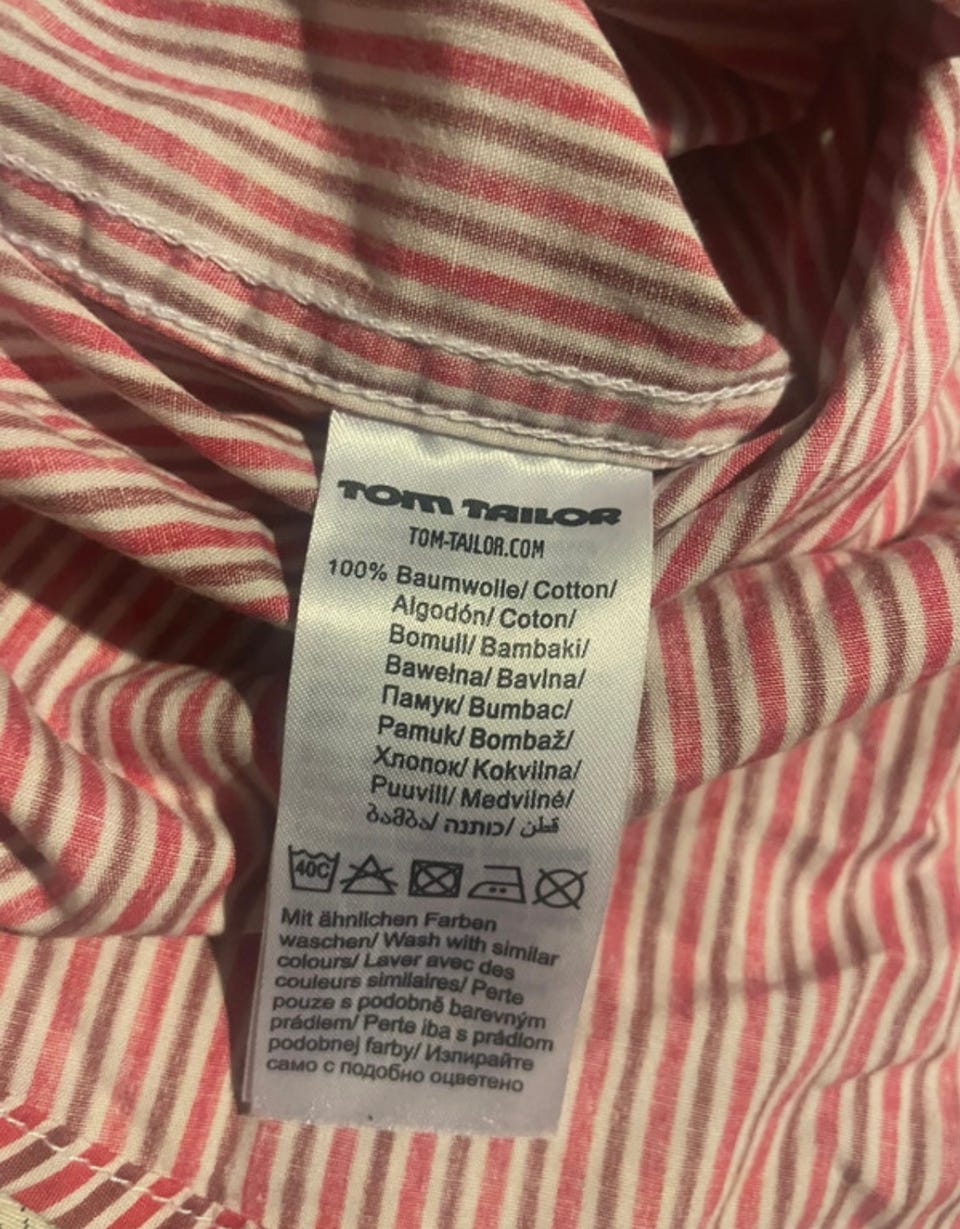 TOM TAILOR
TOM-TAILOR.COM
100% Baumwolle/ Cotton/
Algodón/ Coton/
Bomull/ Bambaki/
Bawełna/ Bavlna/
Памук/ Bumbac/
Pamuk/ Bombaž/
Хлопок/ Kokvilna/
Puuvill/ Medvilné/
ბამბა/ כותנה/ قطن
40C
Mit ähnlichen Farben
waschen/ Wash with similar
colours/ Laver avec des
couleurs similaires/ Perte
pouze s podobně barevným
prádlem/ Perte iba s prádlom
podobnej farby/ Изпирайте
само с подобно оцветено